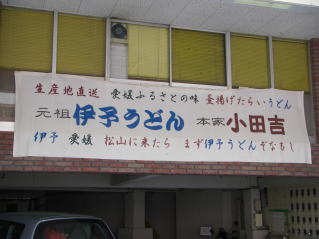 生産地直送 愛媛ふるさとの味 釜揚げたらいうどん
元祖 伊予うどん 本家 小田吉
伊予 愛媛 松山に来たら まず伊予うどんぞなもし